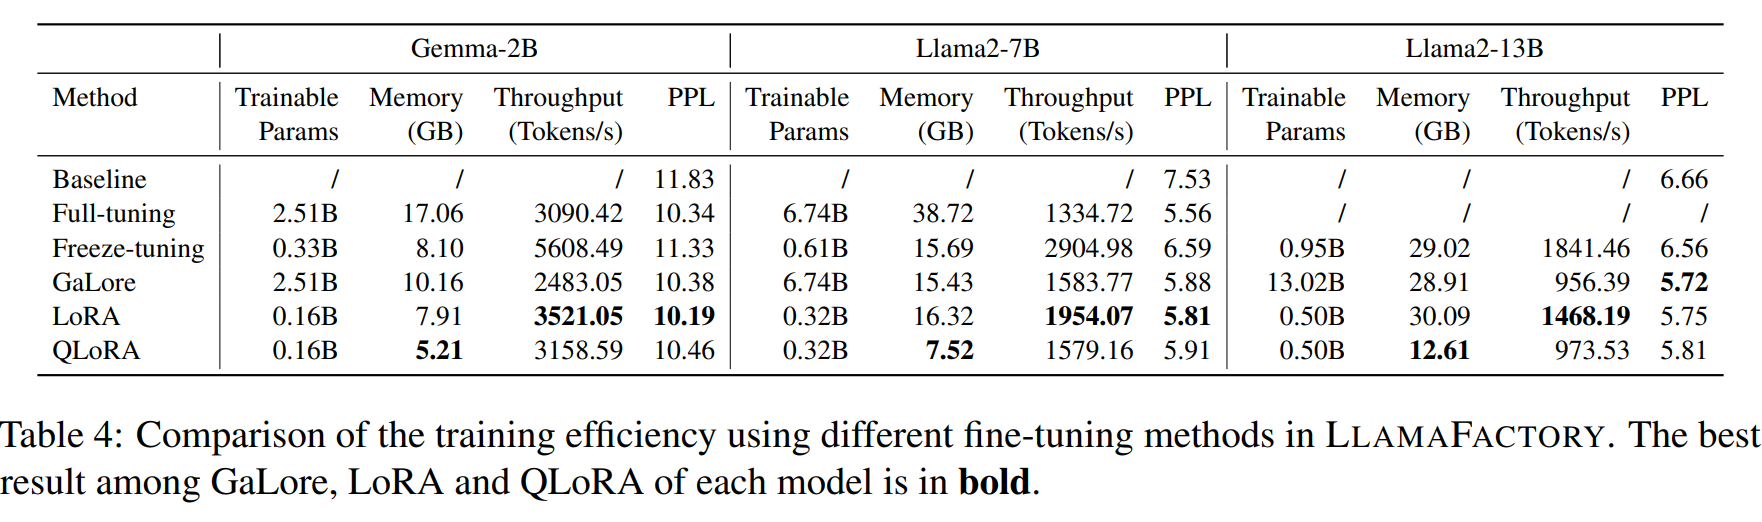 Gemma-2B Llama2-7B Llama2-13B
Method Trainable Memory Throughput PPL Trainable Memory Throughput PPL Trainable Memory Throughput PPL
Params (GB) (Tokens/s) Params (GB) (Tokens/s) Params (GB) (Tokens/s)
Baseline / / / 11.83 / / / 7.53 / / / 6.66
Full-tuning 2.51B 17.06 3090.42 10.34 6.74B 38.72 1334.72 5.56 / / / /
Freeze-tuning 0.33B 8.10 5608.49 11.33 0.61B 15.69 2904.98 6.59 0.95B 29.02 1841.46 6.56
GaLore 2.51B 10.16 2483.05 10.38 6.74B 15.43 1583.77 5.88 13.02B 28.91 956.39 5.72
LoRA 0.16B 7.91 3521.05 10.19 0.32B 16.32 1954.07 5.81 0.50B 30.09 1468.19 5.75
QLoRA 0.16B 5.21 3158.59 10.46 0.32B 7.52 1579.16 5.91 0.50B 12.61 973.53 5.81
Table 4: Comparison of the training efficiency using different fine-tuning methods in LLAMAFACTORY. The best
result among GaLore, LoRA and QLoRA of each model is in bold.